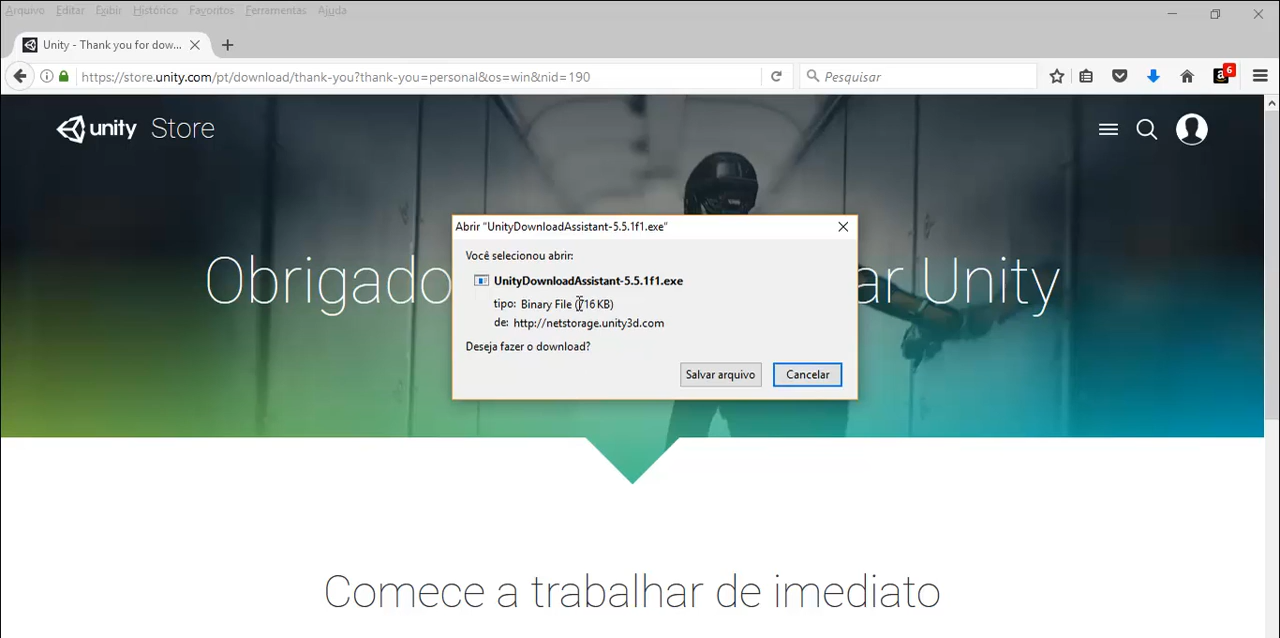 Arquivo Editar Exibir Histórico Favoritos Ferramentas Ajuda
Unity - Thank you for dow...
https://store.unity.com/pt/download/thank-you?thank-you=personal&os=win&nid=190
Pesquisar
6
unity Store
Abrir "UnityDownloadAssistant-5.5.1f1.exe"
Você selecionou abrir:
UnityDownloadAssistant-5.5.1f1.exe
tipo: Binary File (716 KB)
de: http://netstorage.unity3d.com
Deseja fazer o download?
Salvar arquivo Cancelar
Obrigado ar Unity
Comece a trabalhar de imediato